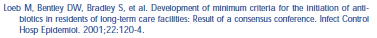 Loeb M, Bentley DW, Bradley S, et al. Development of minimum criteria for the initiation of anti-
biotics in residents of long-term care facilities: Result of a consensus conference. Infect Control
Hosp Epidemiol. 2001;22:120-4.